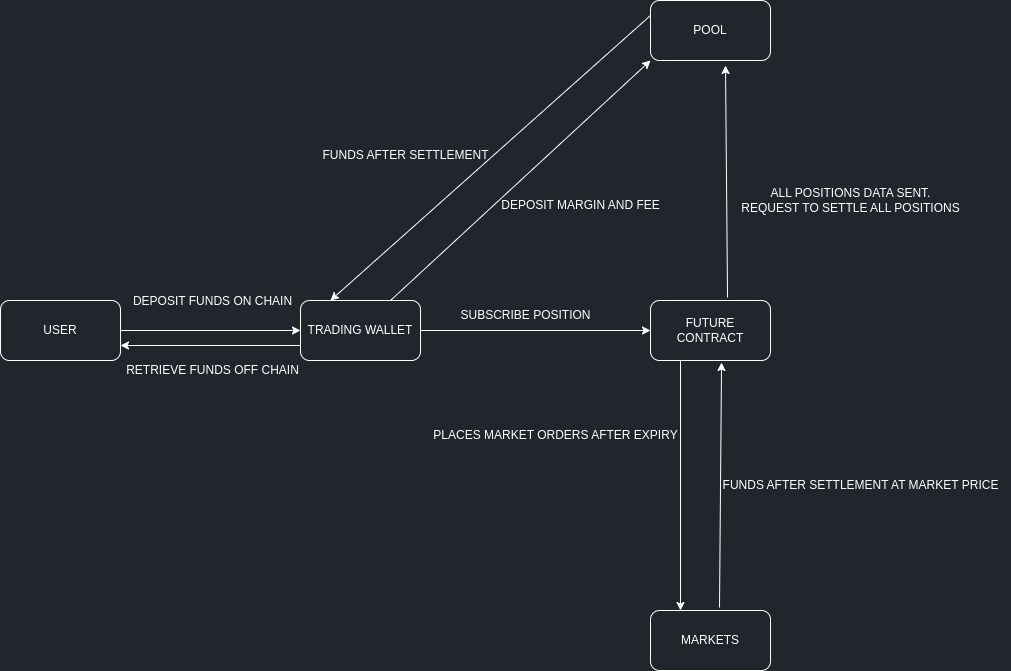 POOL
FUNDS AFTER SETTLEMENT
ALL POSITIONS DATA SENT.
REQUEST TO SETTLE ALL POSITIONS
DEPOSIT MARGIN AND FEE
DEPOSIT FUNDS ON CHAIN
SUBSCRIBE POSITION
USER
TRADING WALLET
FUTURE
CONTRACT
RETRIEVE FUNDS OFF CHAIN
PLACES MARKET ORDERS AFTER EXPIRY
FUNDS AFTER SETTLEMENT AT MARKET PRICE
MARKETS